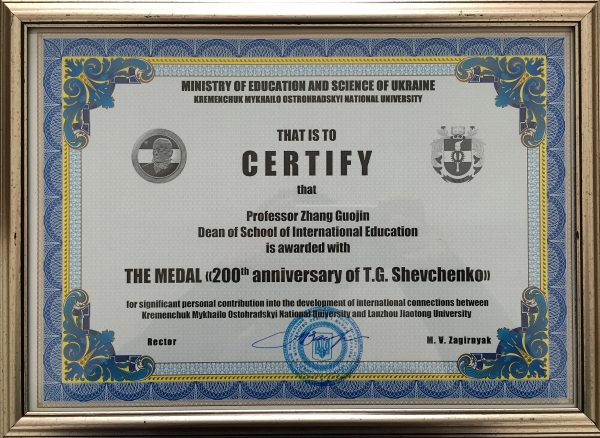 MINISTRY OF EDUCATION AND SCIENCE OF UKRAINE
KREMENCHUK MYKHAILO OSTROHRADSKYI NATIONAL UNIVERSITY
THAT IS TO
CERTIFY
that
Professor Zhang Guojin
Dean of School of International Education
is awarded with
THE MEDAL «200th anniversary of T.G. Shevchenko»
for significant personal contribution into the development of international connections between
Kremenchuk Mykhailo Ostohradskyi National University and Lanzhou Jiaotong University
Rector
M. V. Zagirnyak